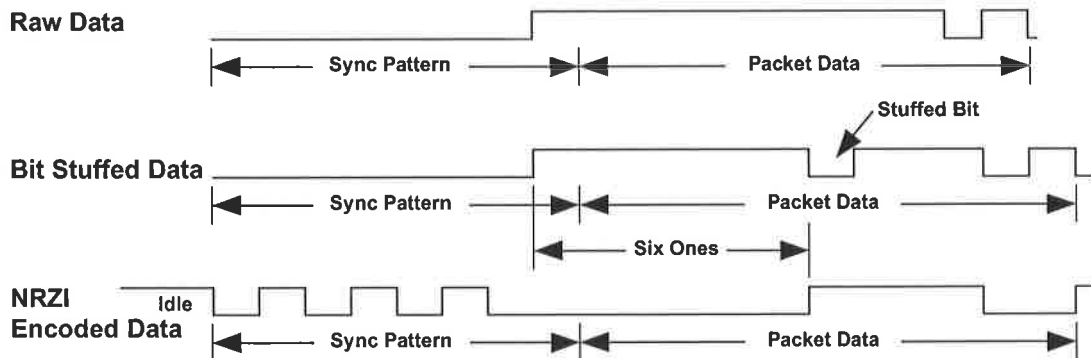 Raw Data
Sync Pattern
Packet Data
Stuffed Bit
Bit Stuffed Data
Sync Pattern
Packet Data
Six Ones
NRZI
Encoded Data
Idle
Sync Pattern
Packet Data